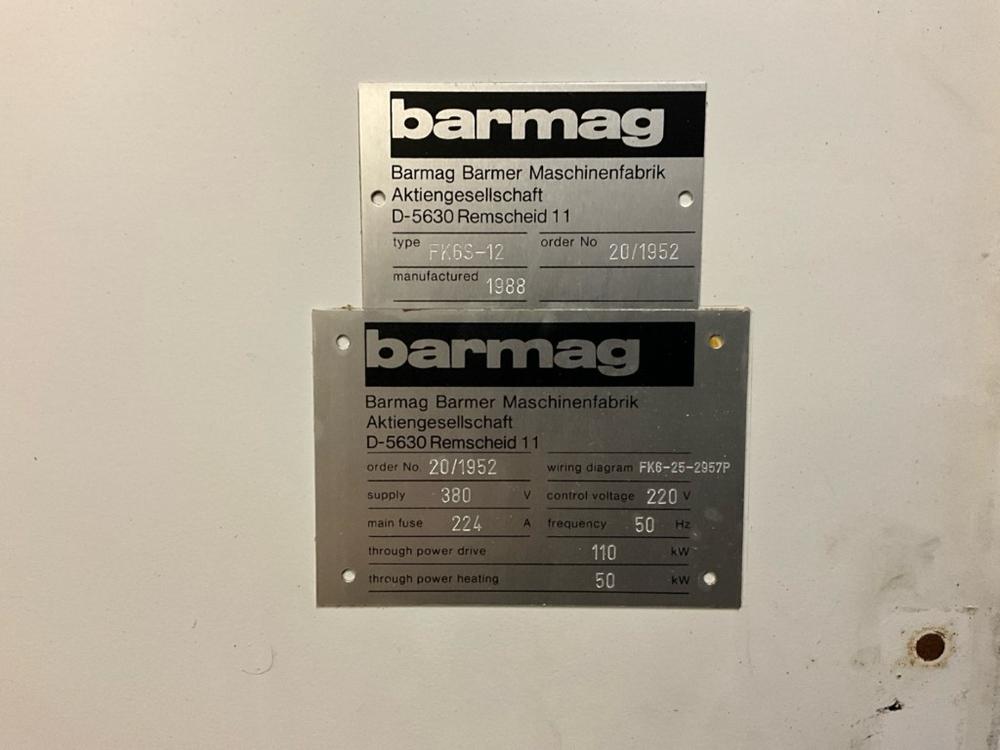 barmag
Barmag Barmer Maschinenfabrik
Aktiengesellschaft
D-5630 Remscheid 11
type FK6S-12 order No 20/1952
manufactured 1988
barmag
Barmag Barmer Maschinenfabrik
Aktiengesellschaft
D-5630 Remscheid 11
order No. 20/1952 wiring diagram FK6-25-2957P
supply 380 V control voltage 220 V
main fuse 224 A frequency 50 Hz
through power drive 110 kW
through power heating 50 kW